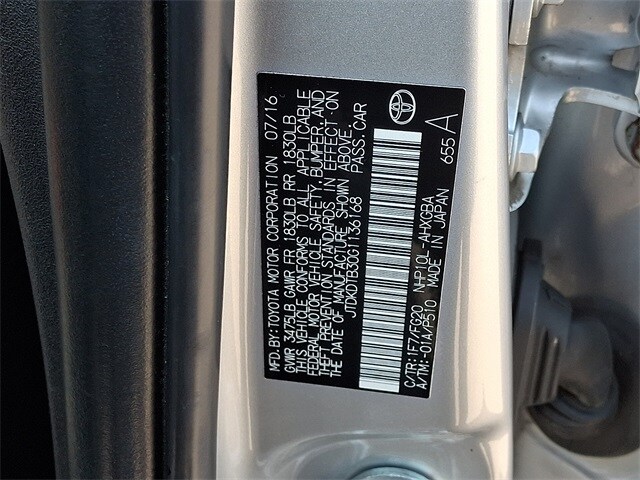 MFD.BY:TOYOTA MOTOR CORPORATION 07/16
GVWR 3475LB GAWR FR 1830LB RR 1830LB
THIS VEHICLE CONFORMS TO ALL APPLICABLE
FEDERAL MOTOR VEHICLE SAFETY, BUMPER, AND
THEFT PREVENTION STANDARDS IN EFFECT ON
THE DATE OF MANUFACTURE SHOWN ABOVE.
JTDKDTB30G1136168 PASS.CAR
C/TR:1F7/FG20 NHP10L-AHXGBA
A/TM:-01A/P510 MADE IN JAPAN 655 A